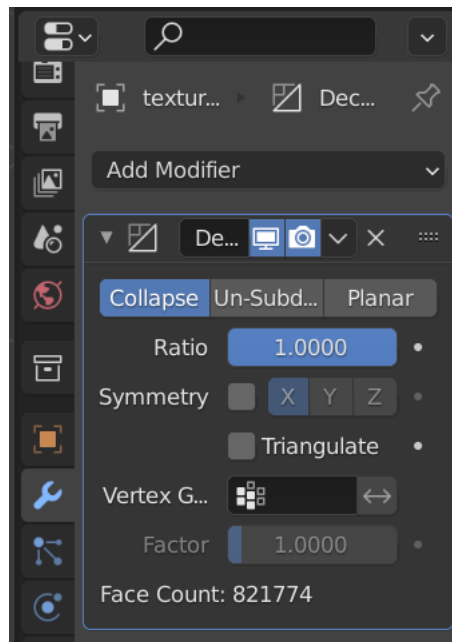 textur... Dec...
Add Modifier
De...
Collapse Un-Subd... Planar
Ratio 1.0000
Symmetry X Y Z
Triangulate
Vertex G...
Factor 1.0000
Face Count: 821774